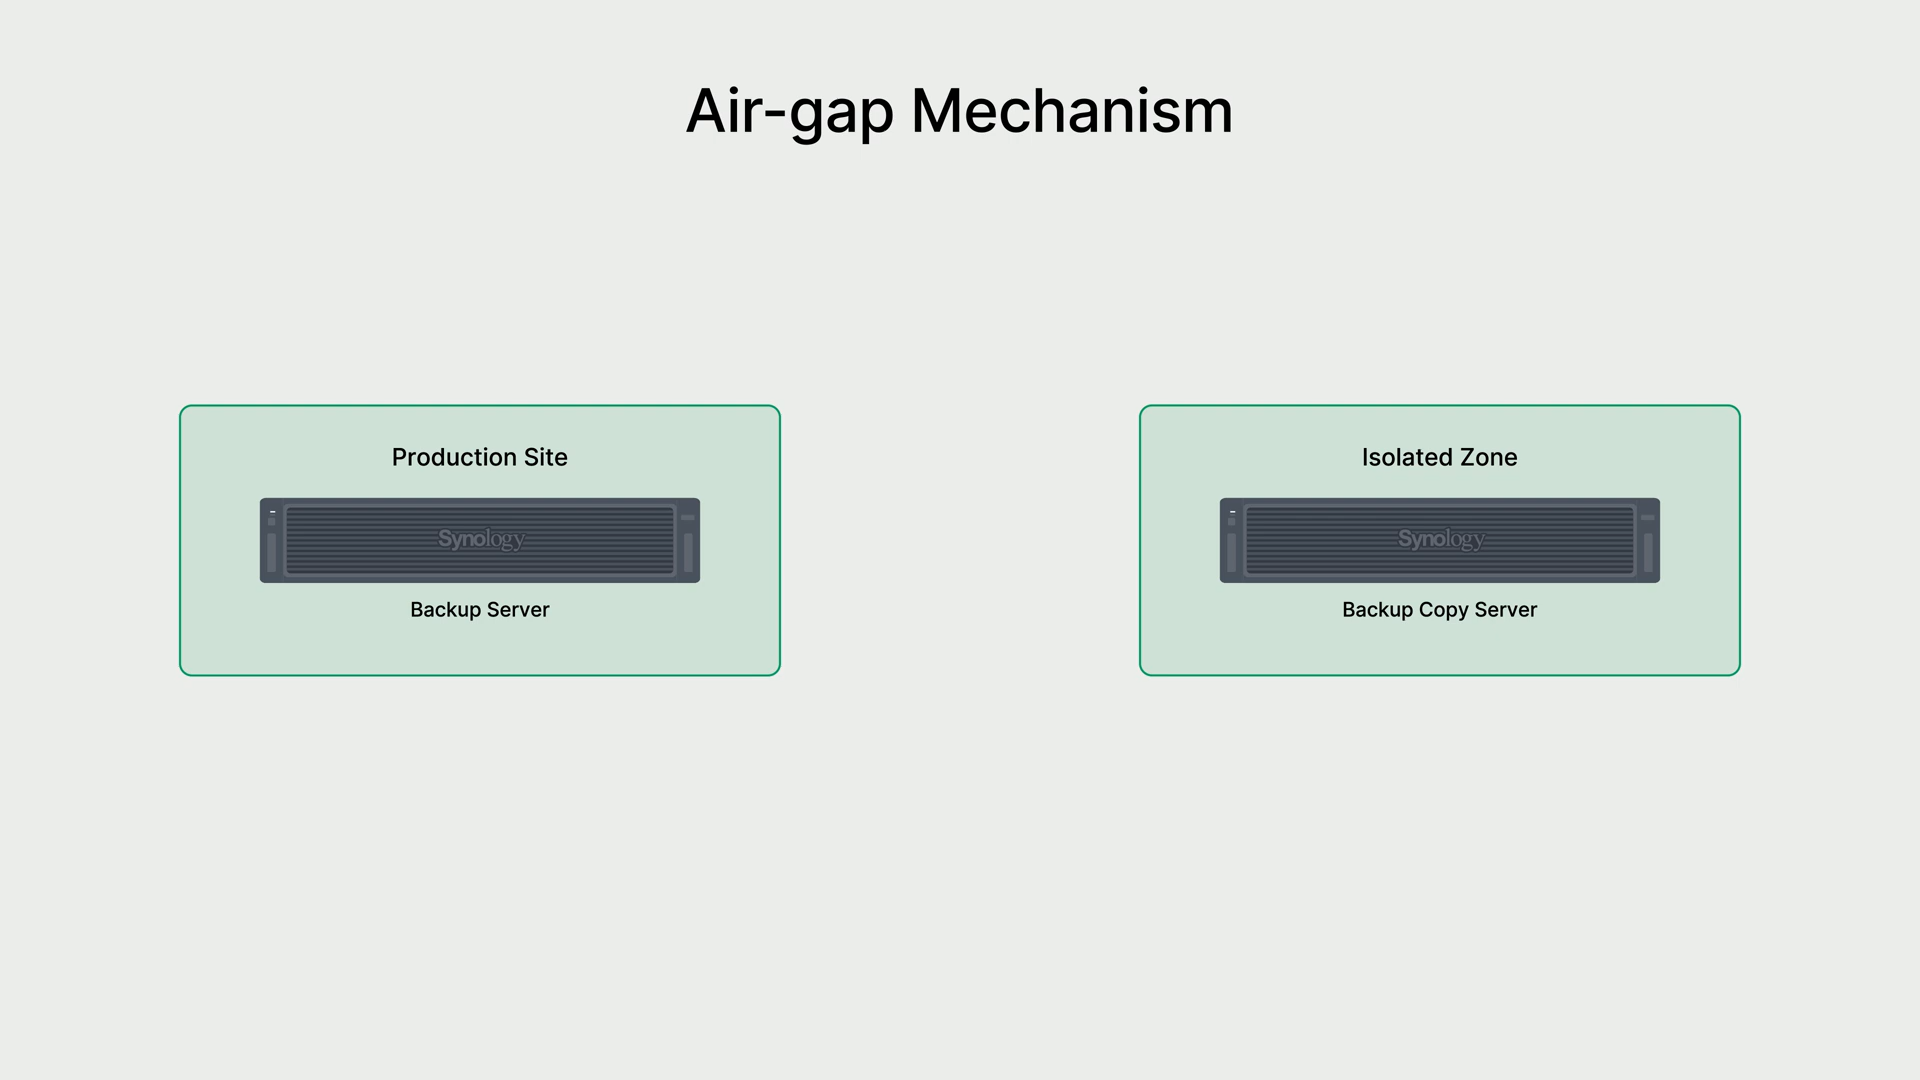 Air-gap Mechanism
Production Site
Synology
Backup Server
Isolated Zone
Synology
Backup Copy Server